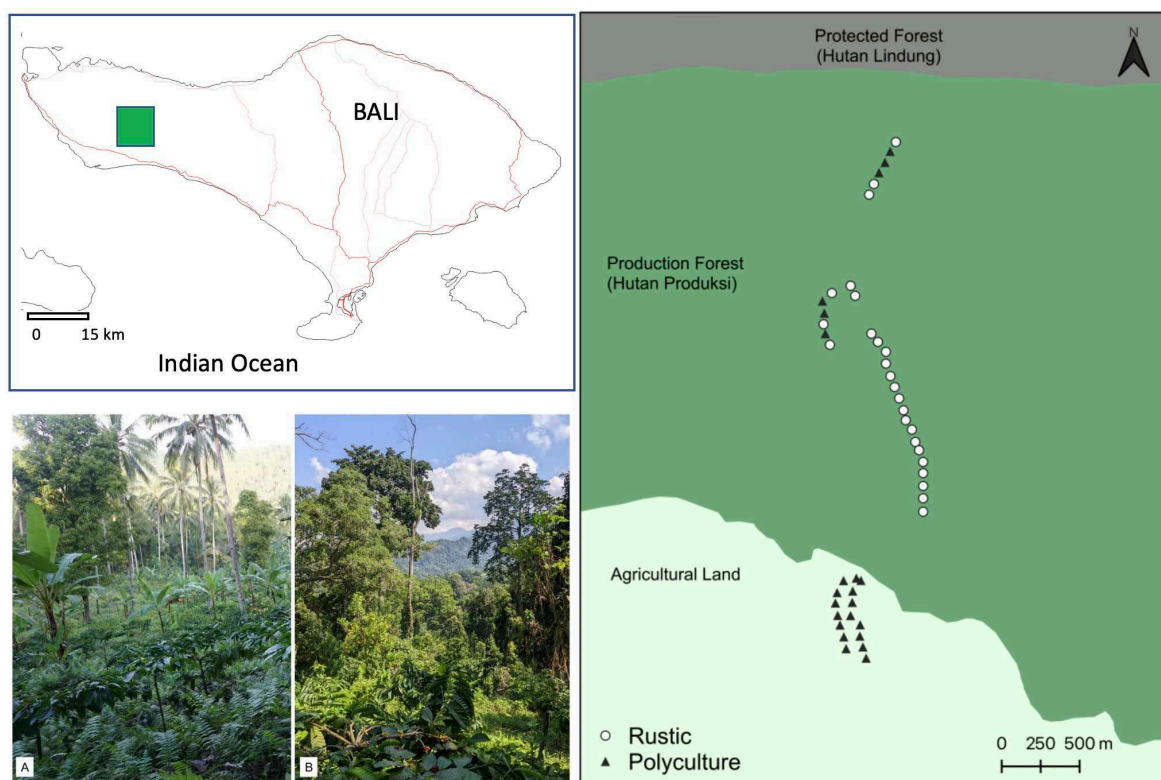 BALI
0 15 km
Indian Ocean
A
B
Protected Forest
(Hutan Lindung)
N
Production Forest
(Hutan Produksi)
Agricultural Land
Rustic
Polyculture
0 250 500 m